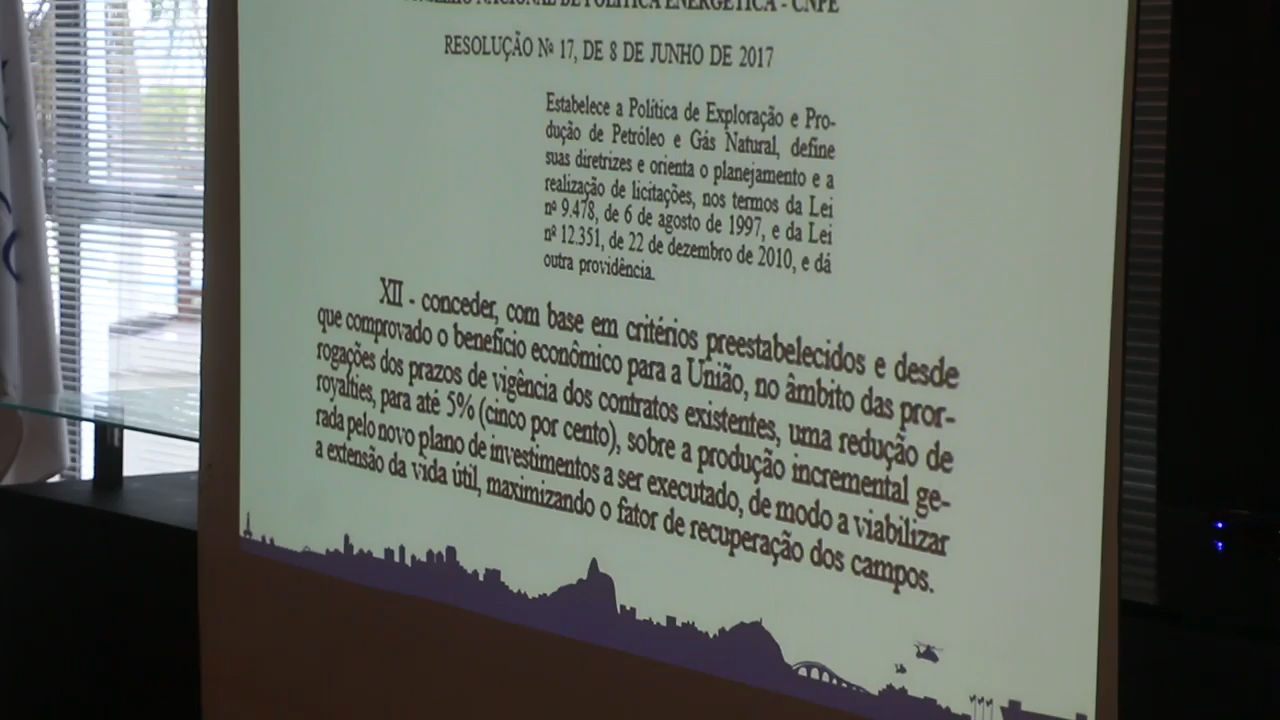 NACIONAL DE POLÍTICA ENERGÉTICA - CNPE
RESOLUÇÃO Nº 17, DE 8 DE JUNHO DE 2017
Estabelece a Política de Exploração e Pro-
dução de Petróleo e Gás Natural, define
suas diretrizes e orienta o planejamento e a
realização de licitações, nos termos da Lei
nº 9.478, de 6 de agosto de 1997, e da Lei
nº 12.351, de 22 de dezembro de 2010, e dá
outra providência.
XII - conceder, com base em critérios preestabelecidos e desde
que comprovado o benefício econômico para a União, no âmbito das pror-
rogações dos prazos de vigência dos contratos existentes, uma redução de
royalties, para até 5% (cinco por cento), sobre a produção incremental ge-
rada pelo novo plano de investimentos a ser executado, de modo a viabilizar
a extensão da vida útil, maximizando o fator de recuperação dos campos.